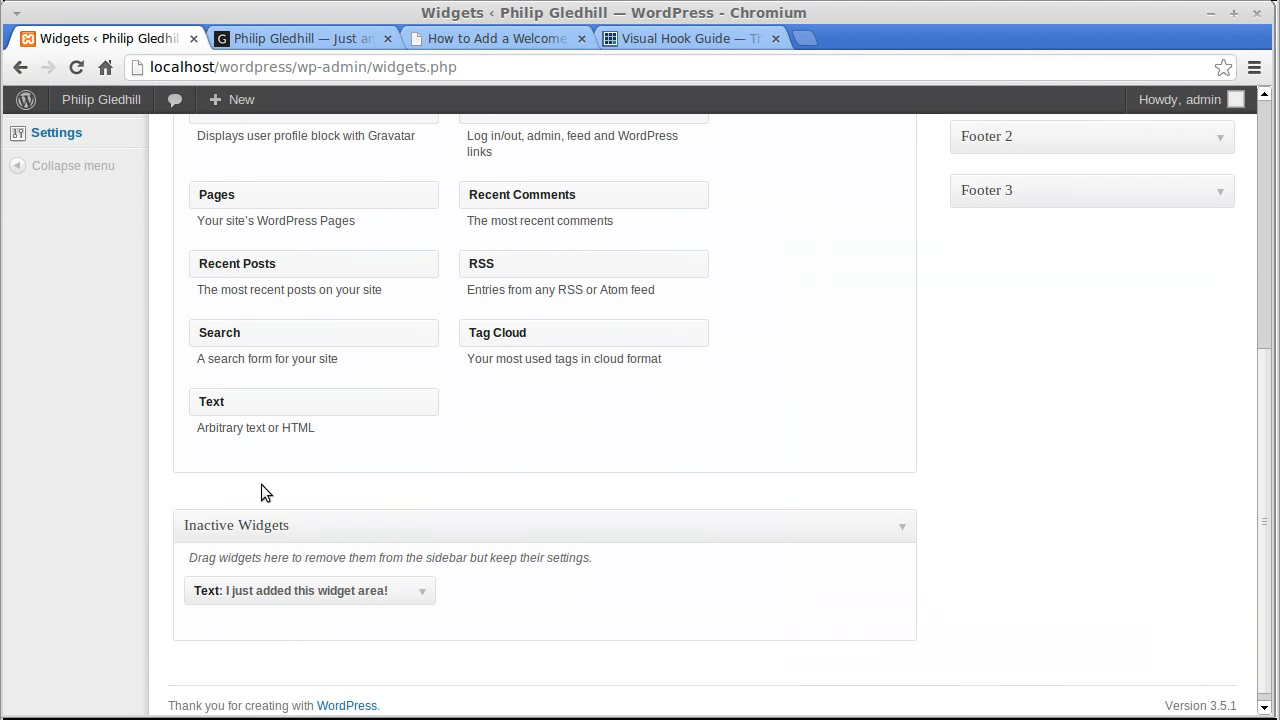 Widgets ‹ Philip Gledhill — WordPress - Chromium
Widgets ‹ Philip Gledhil
Philip Gledhill — Just an
How to Add a Welcome
Visual Hook Guide — Th
localhost/wordpress/wp-admin/widgets.php
Philip Gledhill
New
Howdy, admin
Settings
Collapse menu
Displays user profile block with Gravatar
Log in/out, admin, feed and WordPress
links
Footer 2
Pages
Your site's WordPress Pages
Recent Comments
The most recent comments
Footer 3
Recent Posts
The most recent posts on your site
RSS
Entries from any RSS or Atom feed
Search
A search form for your site
Tag Cloud
Your most used tags in cloud format
Text
Arbitrary text or HTML
Inactive Widgets
Drag widgets here to remove them from the sidebar but keep their settings.
Text: I just added this widget area!
Thank you for creating with WordPress.
Version 3.5.1